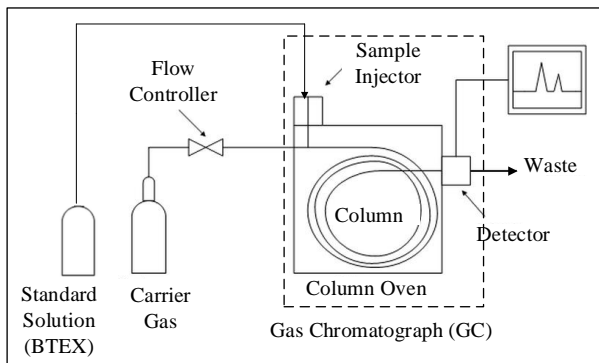 Sample
Injector
Flow
Controller
Waste
Column
Detector
Column Oven
Standard
Solution
(BTEX)
Carrier
Gas
Gas Chromatograph (GC)